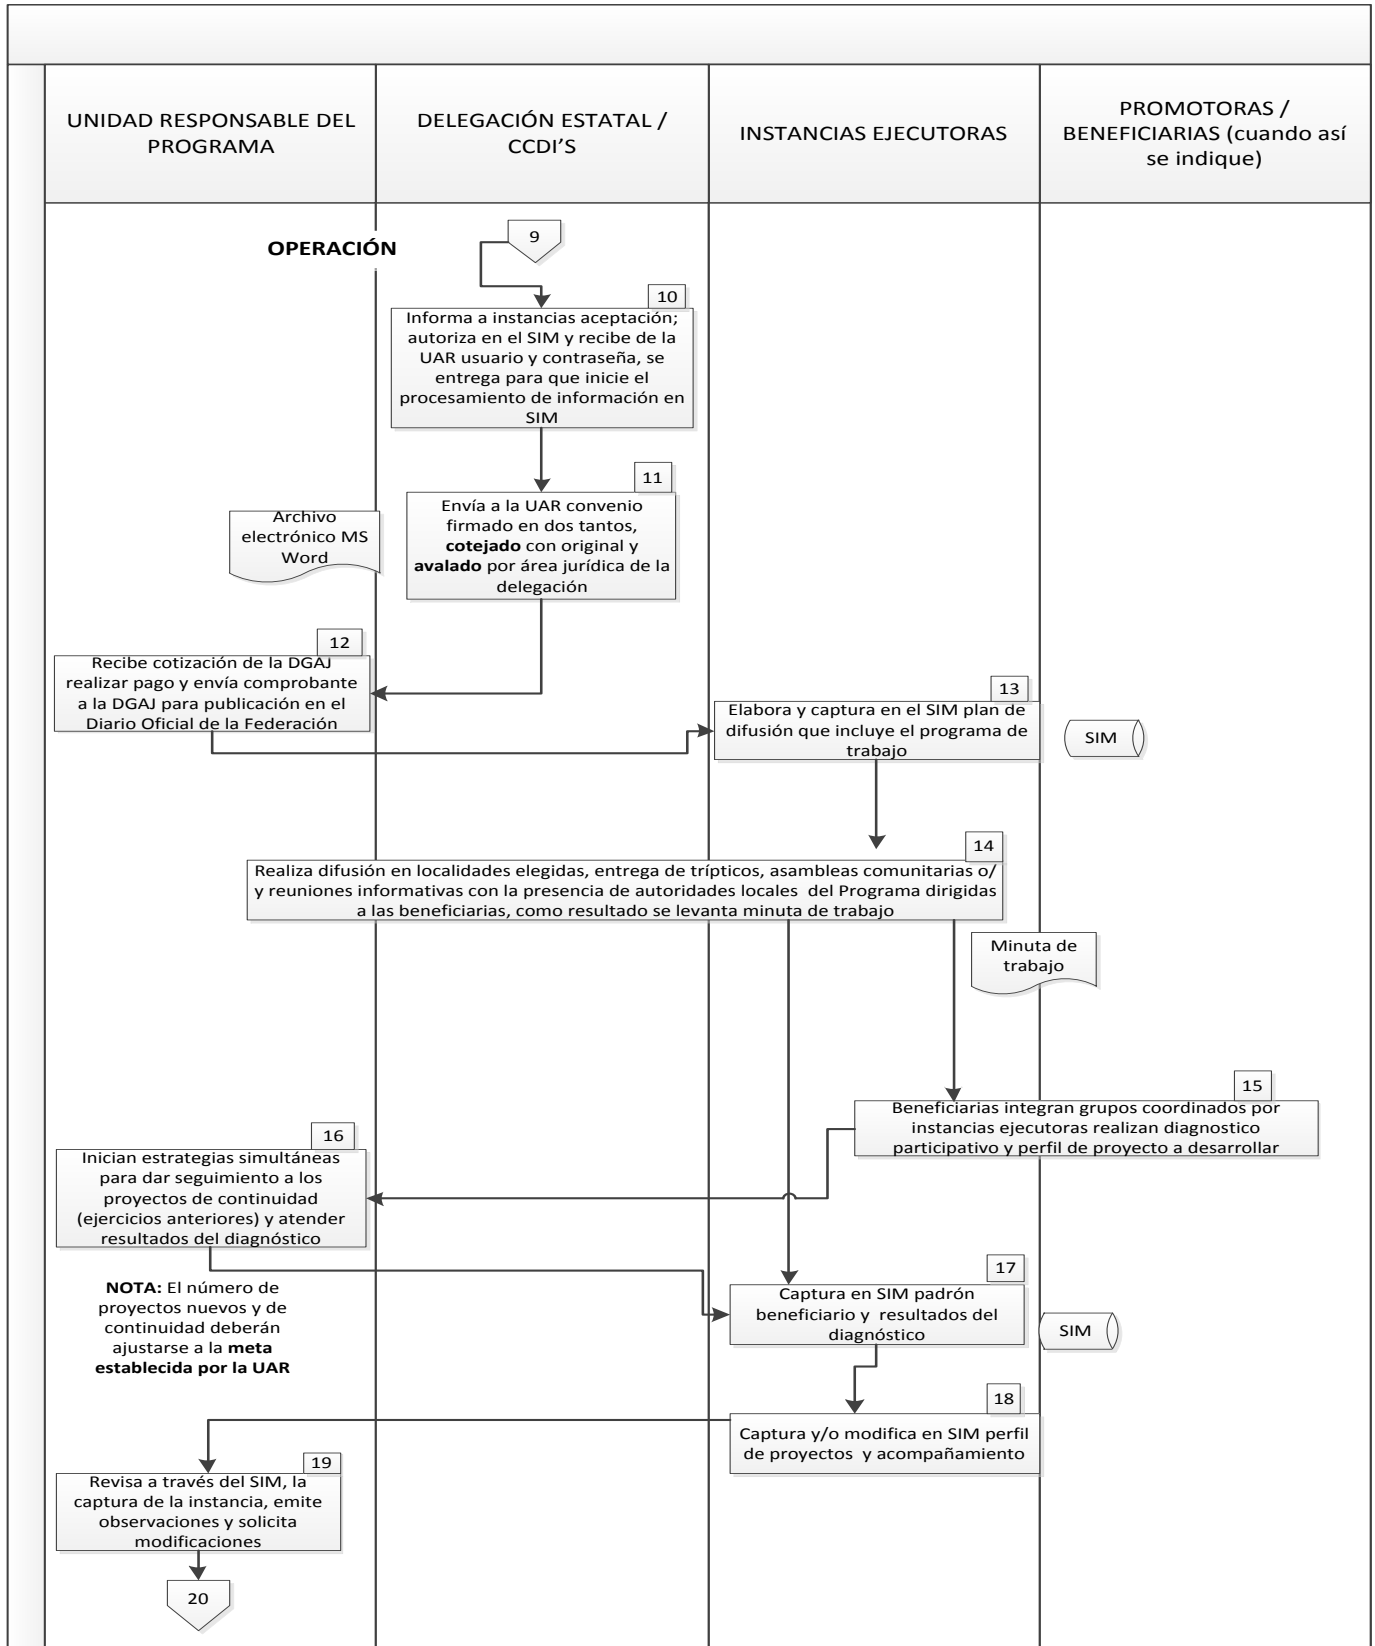 UNIDAD RESPONSABLE DEL
PROGRAMA
DELEGACIÓN ESTATAL /
CCDI’S
INSTANCIAS EJECUTORAS
PROMOTORAS /
BENEFICIARIAS (cuando así
se indique)
OPERACIÓN
9
10
Informa a instancias aceptación;
autoriza en el SIM y recibe de la
UAR usuario y contraseña, se
entrega para que inicie el
procesamiento de información en
SIM
11
Envía a la UAR convenio
firmado en dos tantos,
cotejado con original y
avalado por área jurídica de la
delegación
Archivo
electrónico MS
Word
12
Recibe cotización de la DGAJ
realizar pago y envía comprobante
a la DGAJ para publicación en el
Diario Oficial de la Federación
13
Elabora y captura en el SIM plan de
difusión que incluye el programa de
trabajo
SIM
14
Realiza difusión en localidades elegidas, entrega de trípticos, asambleas comunitarias o/
y reuniones informativas con la presencia de autoridades locales  del Programa dirigidas
a las beneficiarias, como resultado se levanta minuta de trabajo
Minuta de
trabajo
15
Beneficiarias integran grupos coordinados por
instancias ejecutoras realizan diagnostico
participativo y perfil de proyecto a desarrollar
16
Inician estrategias simultáneas
para dar seguimiento a los
proyectos de continuidad
(ejercicios anteriores) y atender
resultados del diagnóstico
NOTA: El número de
proyectos nuevos y de
continuidad deberán
ajustarse a la meta
establecida por la UAR
17
Captura en SIM padrón
beneficiario y  resultados del
diagnóstico
SIM
18
Captura y/o modifica en SIM perfil
de proyectos  y acompañamiento
19
Revisa a través del SIM, la
captura de la instancia, emite
observaciones y solicita
modificaciones
20